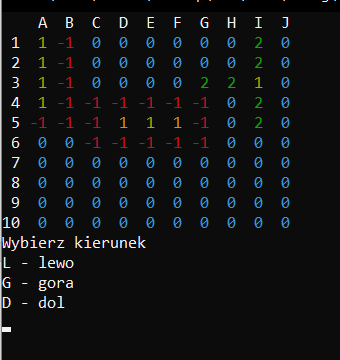 A B C D E F G H I J
1 1 -1 0 0 0 0 0 0 2 0
2 1 -1 0 0 0 0 0 0 2 0
3 1 -1 0 0 0 0 2 2 1 0
4 1 -1 -1 -1 -1 -1 -1 0 2 0
5 -1 -1 -1 1 1 1 -1 0 2 0
6 0 0 -1 -1 -1 -1 -1 0 0 0
7 0 0 0 0 0 0 0 0 0 0
8 0 0 0 0 0 0 0 0 0 0
9 0 0 0 0 0 0 0 0 0 0
10 0 0 0 0 0 0 0 0 0 0
Wybierz kierunek
L - lewo
G - gora
D - dol